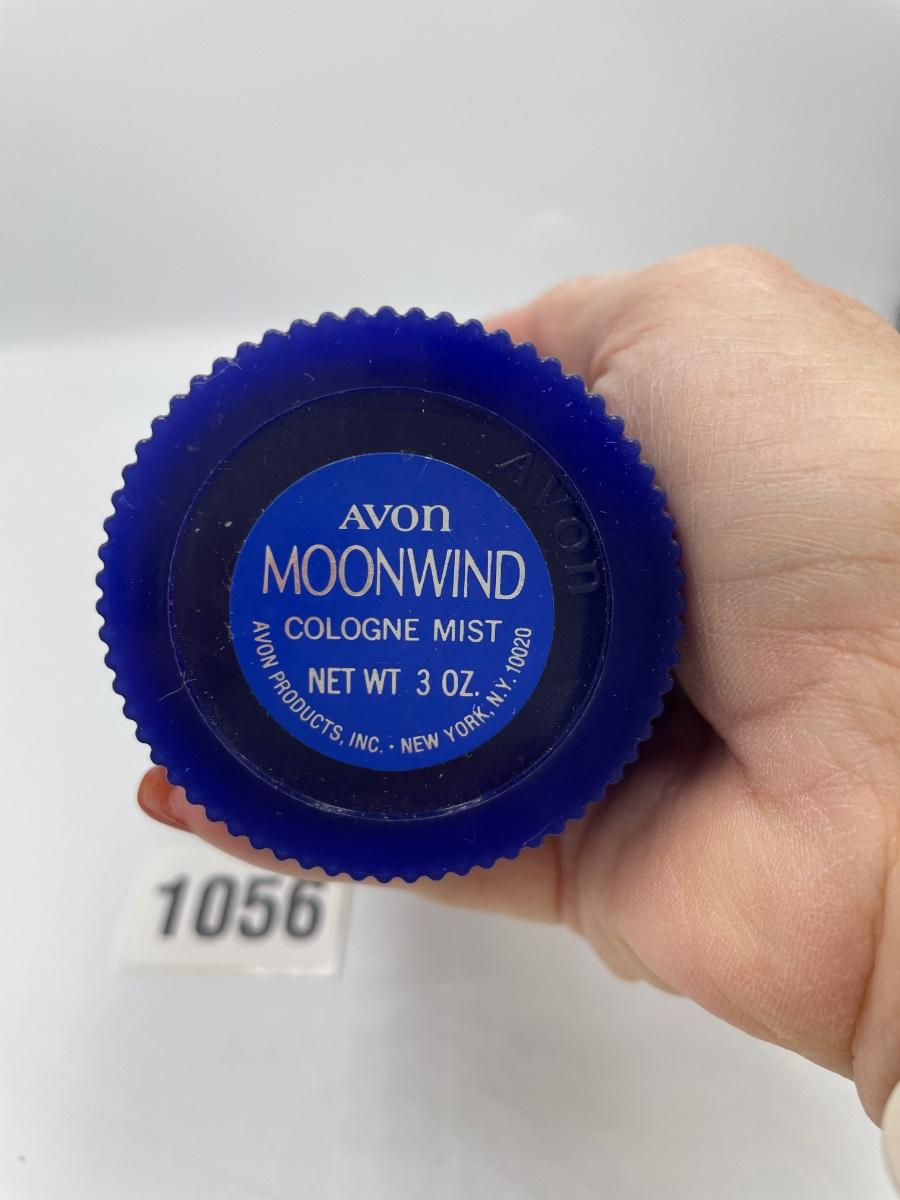 AVON
AVON
MOONWIND
COLOGNE MIST
NET WT 3 OZ.
AVON PRODUCTS, INC. · NEW YORK, N.Y. 10020
1056